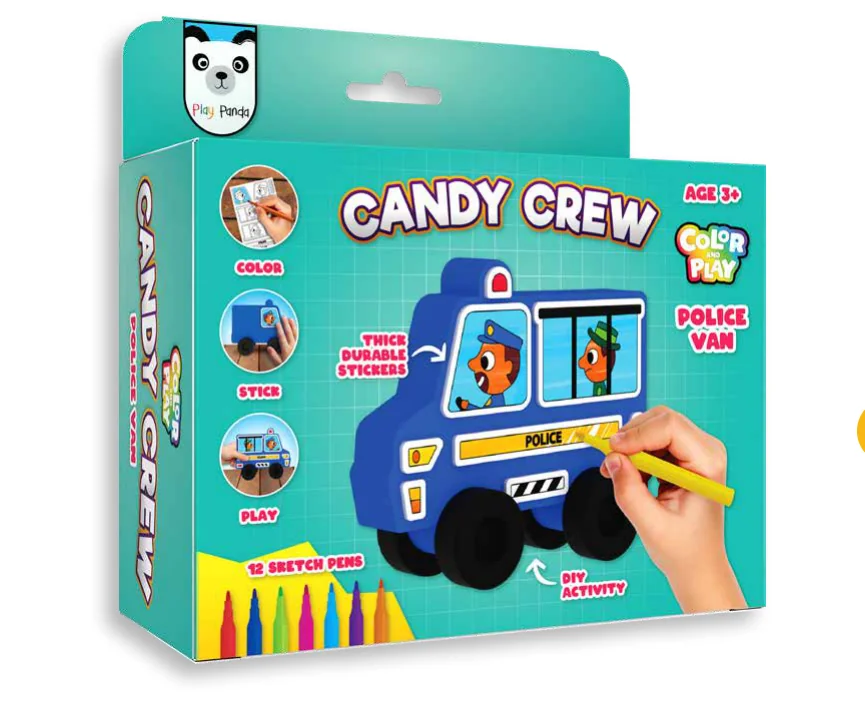 Play Panda
CANDY CREW
AGE 3+
COLOR
AND
PLAY
POLICE
VAN
COLOR
STICK
PLAY
THICK
DURABLE
STICKERS
POLICE
DIY
ACTIVITY
12 SKETCH PENS
CANDY CREW
POLICE VAN
COLOR
AND
PLAY